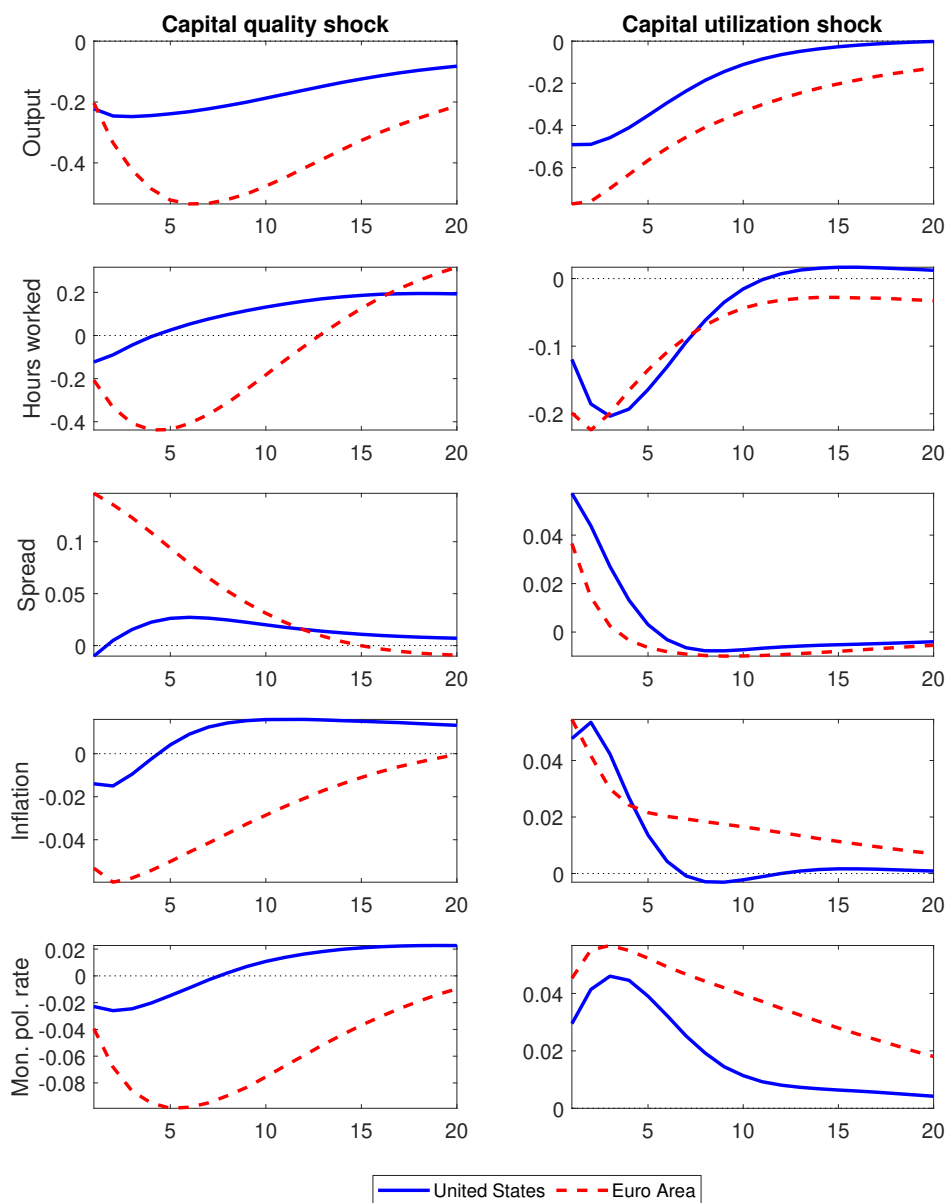 Capital quality shock
Capital utilization shock
Output
0
-0.2
-0.4
5 10 15 20
0
-0.2
-0.4
-0.6
5 10 15 20
Hours worked
0.2
0
-0.2
-0.4
5 10 15 20
0
-0.1
-0.2
5 10 15 20
Spread
0.1
0.05
0
5 10 15 20
0.04
0.02
0
5 10 15 20
Inflation
0
-0.02
-0.04
5 10 15 20
0.04
0.02
0
5 10 15 20
Mon. pol. rate
0.02
0
-0.02
-0.04
-0.06
-0.08
5 10 15 20
0.04
0.02
0
5 10 15 20
United States
Euro Area